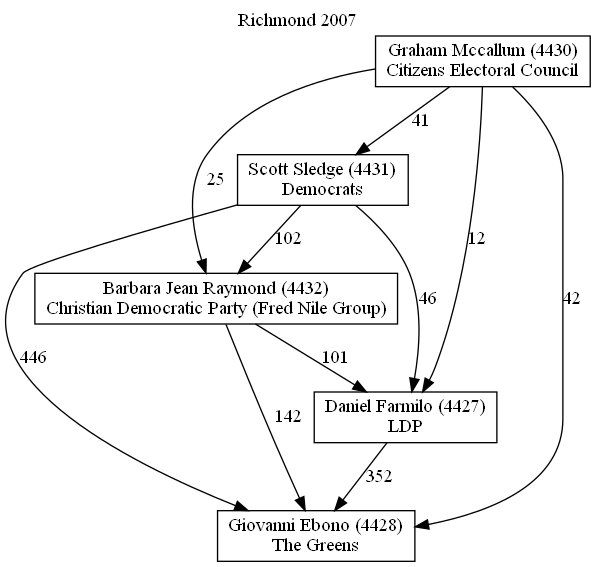 Richmond 2007
Graham Mccallum (4430)
Citizens Electoral Council
41
Scott Sledge (4431)
Democrats
25
102
12
Barbara Jean Raymond (4432)
Christian Democratic Party (Fred Nile Group)
46
42
446
101
Daniel Farmilo (4427)
LDP
142
352
Giovanni Ebono (4428)
The Greens